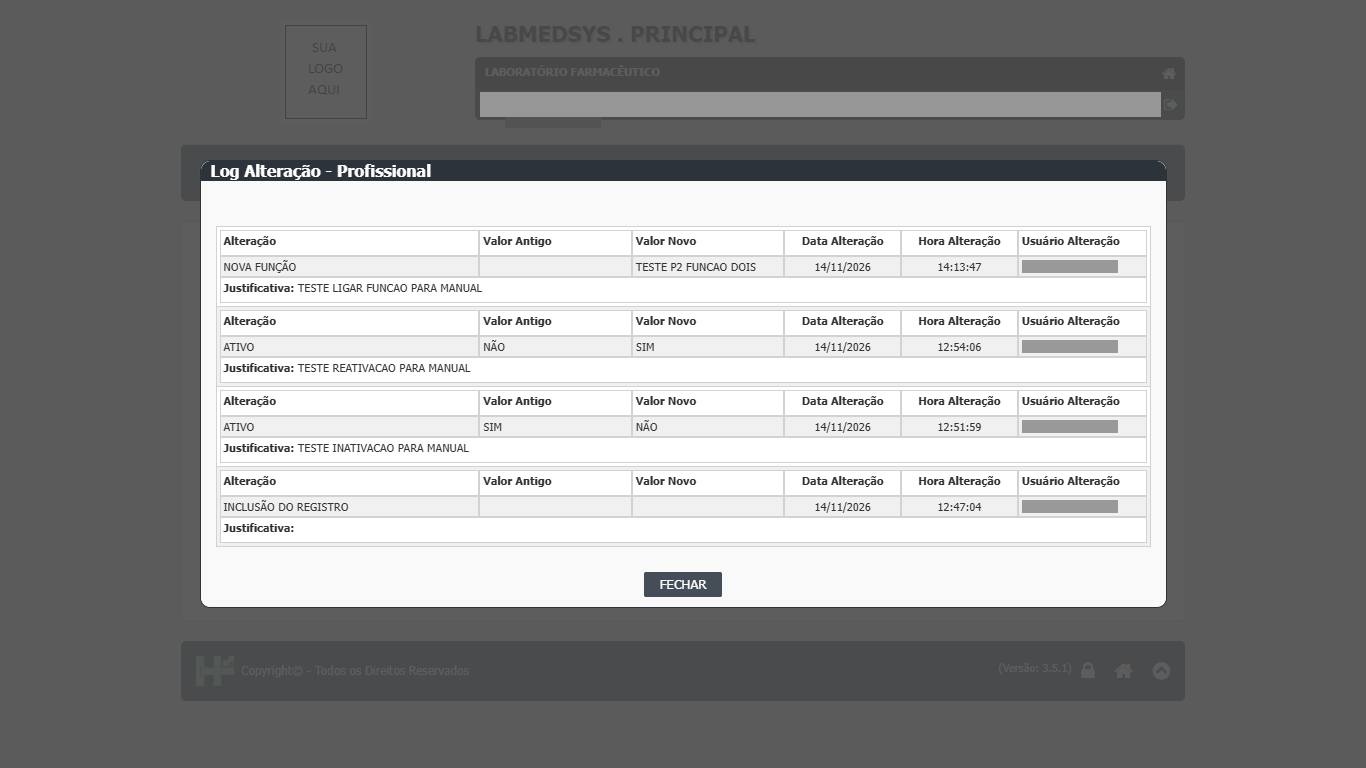 SUA
LOGO
AQUI
LABMEDSYS . PRINCIPAL
LABORATÓRIO FARMACÊUTICO
Log Alteração - Profissional
Alteração Valor Antigo Valor Novo Data Alteração Hora Alteração Usuário Alteração
NOVA FUNÇÃO TESTE P2 FUNCAO DOIS 14/11/2026 14:13:47
Justificativa: TESTE LIGAR FUNCAO PARA MANUAL
Alteração Valor Antigo Valor Novo Data Alteração Hora Alteração Usuário Alteração
ATIVO NÃO SIM 14/11/2026 12:54:06
Justificativa: TESTE REATIVACAO PARA MANUAL
Alteração Valor Antigo Valor Novo Data Alteração Hora Alteração Usuário Alteração
ATIVO SIM NÃO 14/11/2026 12:51:59
Justificativa: TESTE INATIVACAO PARA MANUAL
Alteração Valor Antigo Valor Novo Data Alteração Hora Alteração Usuário Alteração
INCLUSÃO DO REGISTRO 14/11/2026 12:47:04
Justificativa:
FECHAR
Copyright© - Todos os Direitos Reservados
(Versão: 3.5.1)